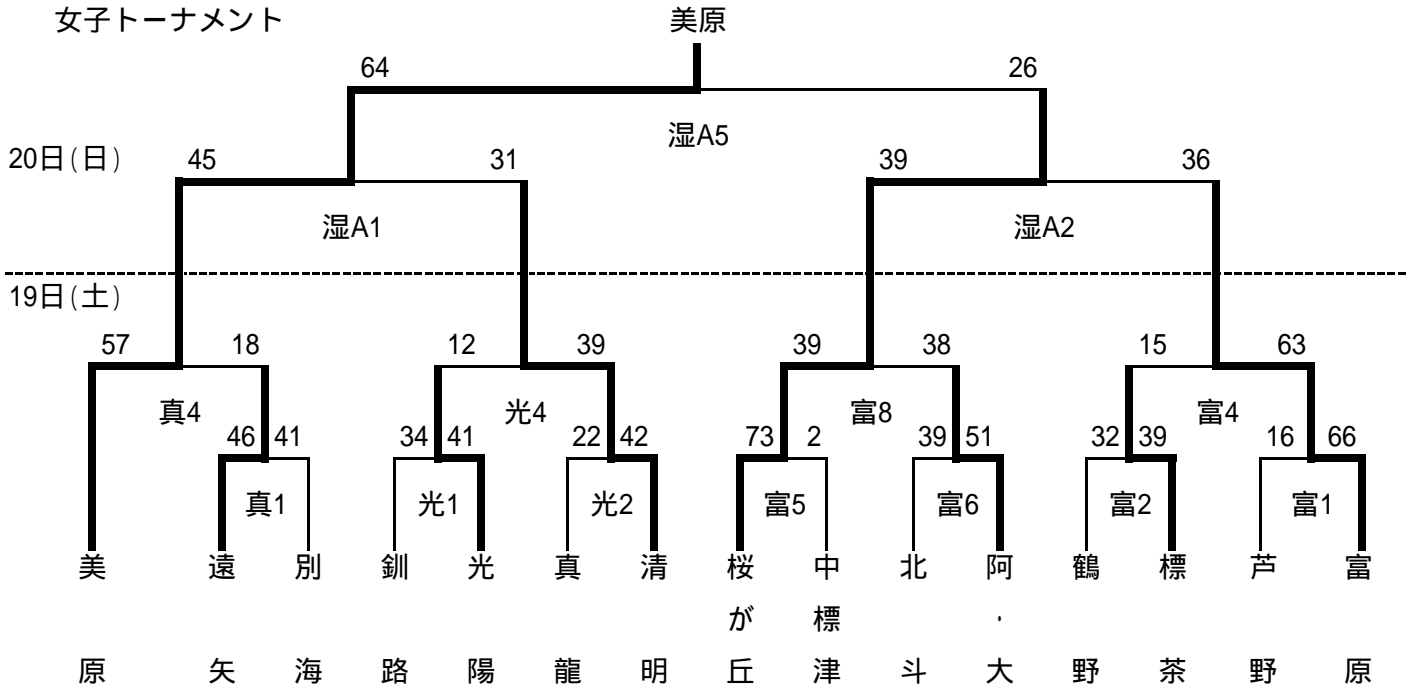 女子トーナメント
美原
64 26
湿A5
20日(日) 45 31 39 36
湿A1 湿A2
19日(土)
57 18 12 39 39 38 15 63
真4 光4 富8 富4
46 41 34 41 22 42 73 2 39 51 32 39 16 66
真1 光1 光2 富5 富6 富2 富1
美原
遠矢
別海
釧路
光陽
真龍
清明
桜が丘
中標津
北斗
阿・大
鶴野
標茶
芦野
富原